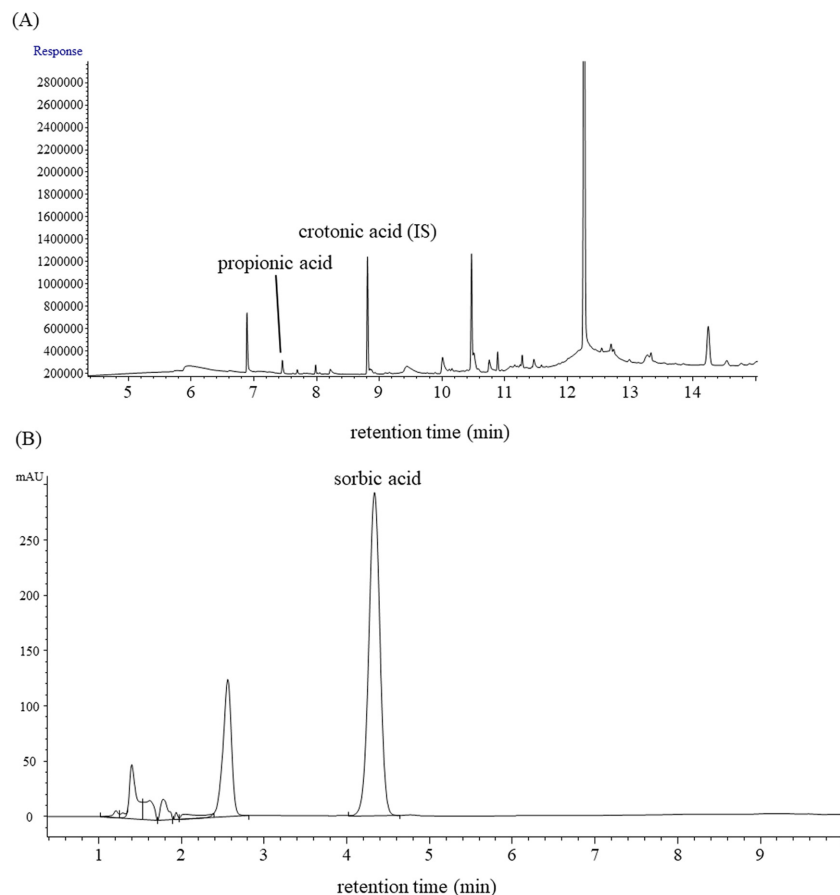 (A)
Response
2800000
2600000
2400000
2200000
2000000
1800000
1600000
1400000
1200000
1000000
800000
600000
400000
200000
crotonic acid (IS)
propionic acid
5 6 7 8 9 10 11 12 13 14
retention time (min)
(B)
mAU
sorbic acid
250
200
150
100
50
0
1 2 3 4 5 6 7 8 9
retention time (min)